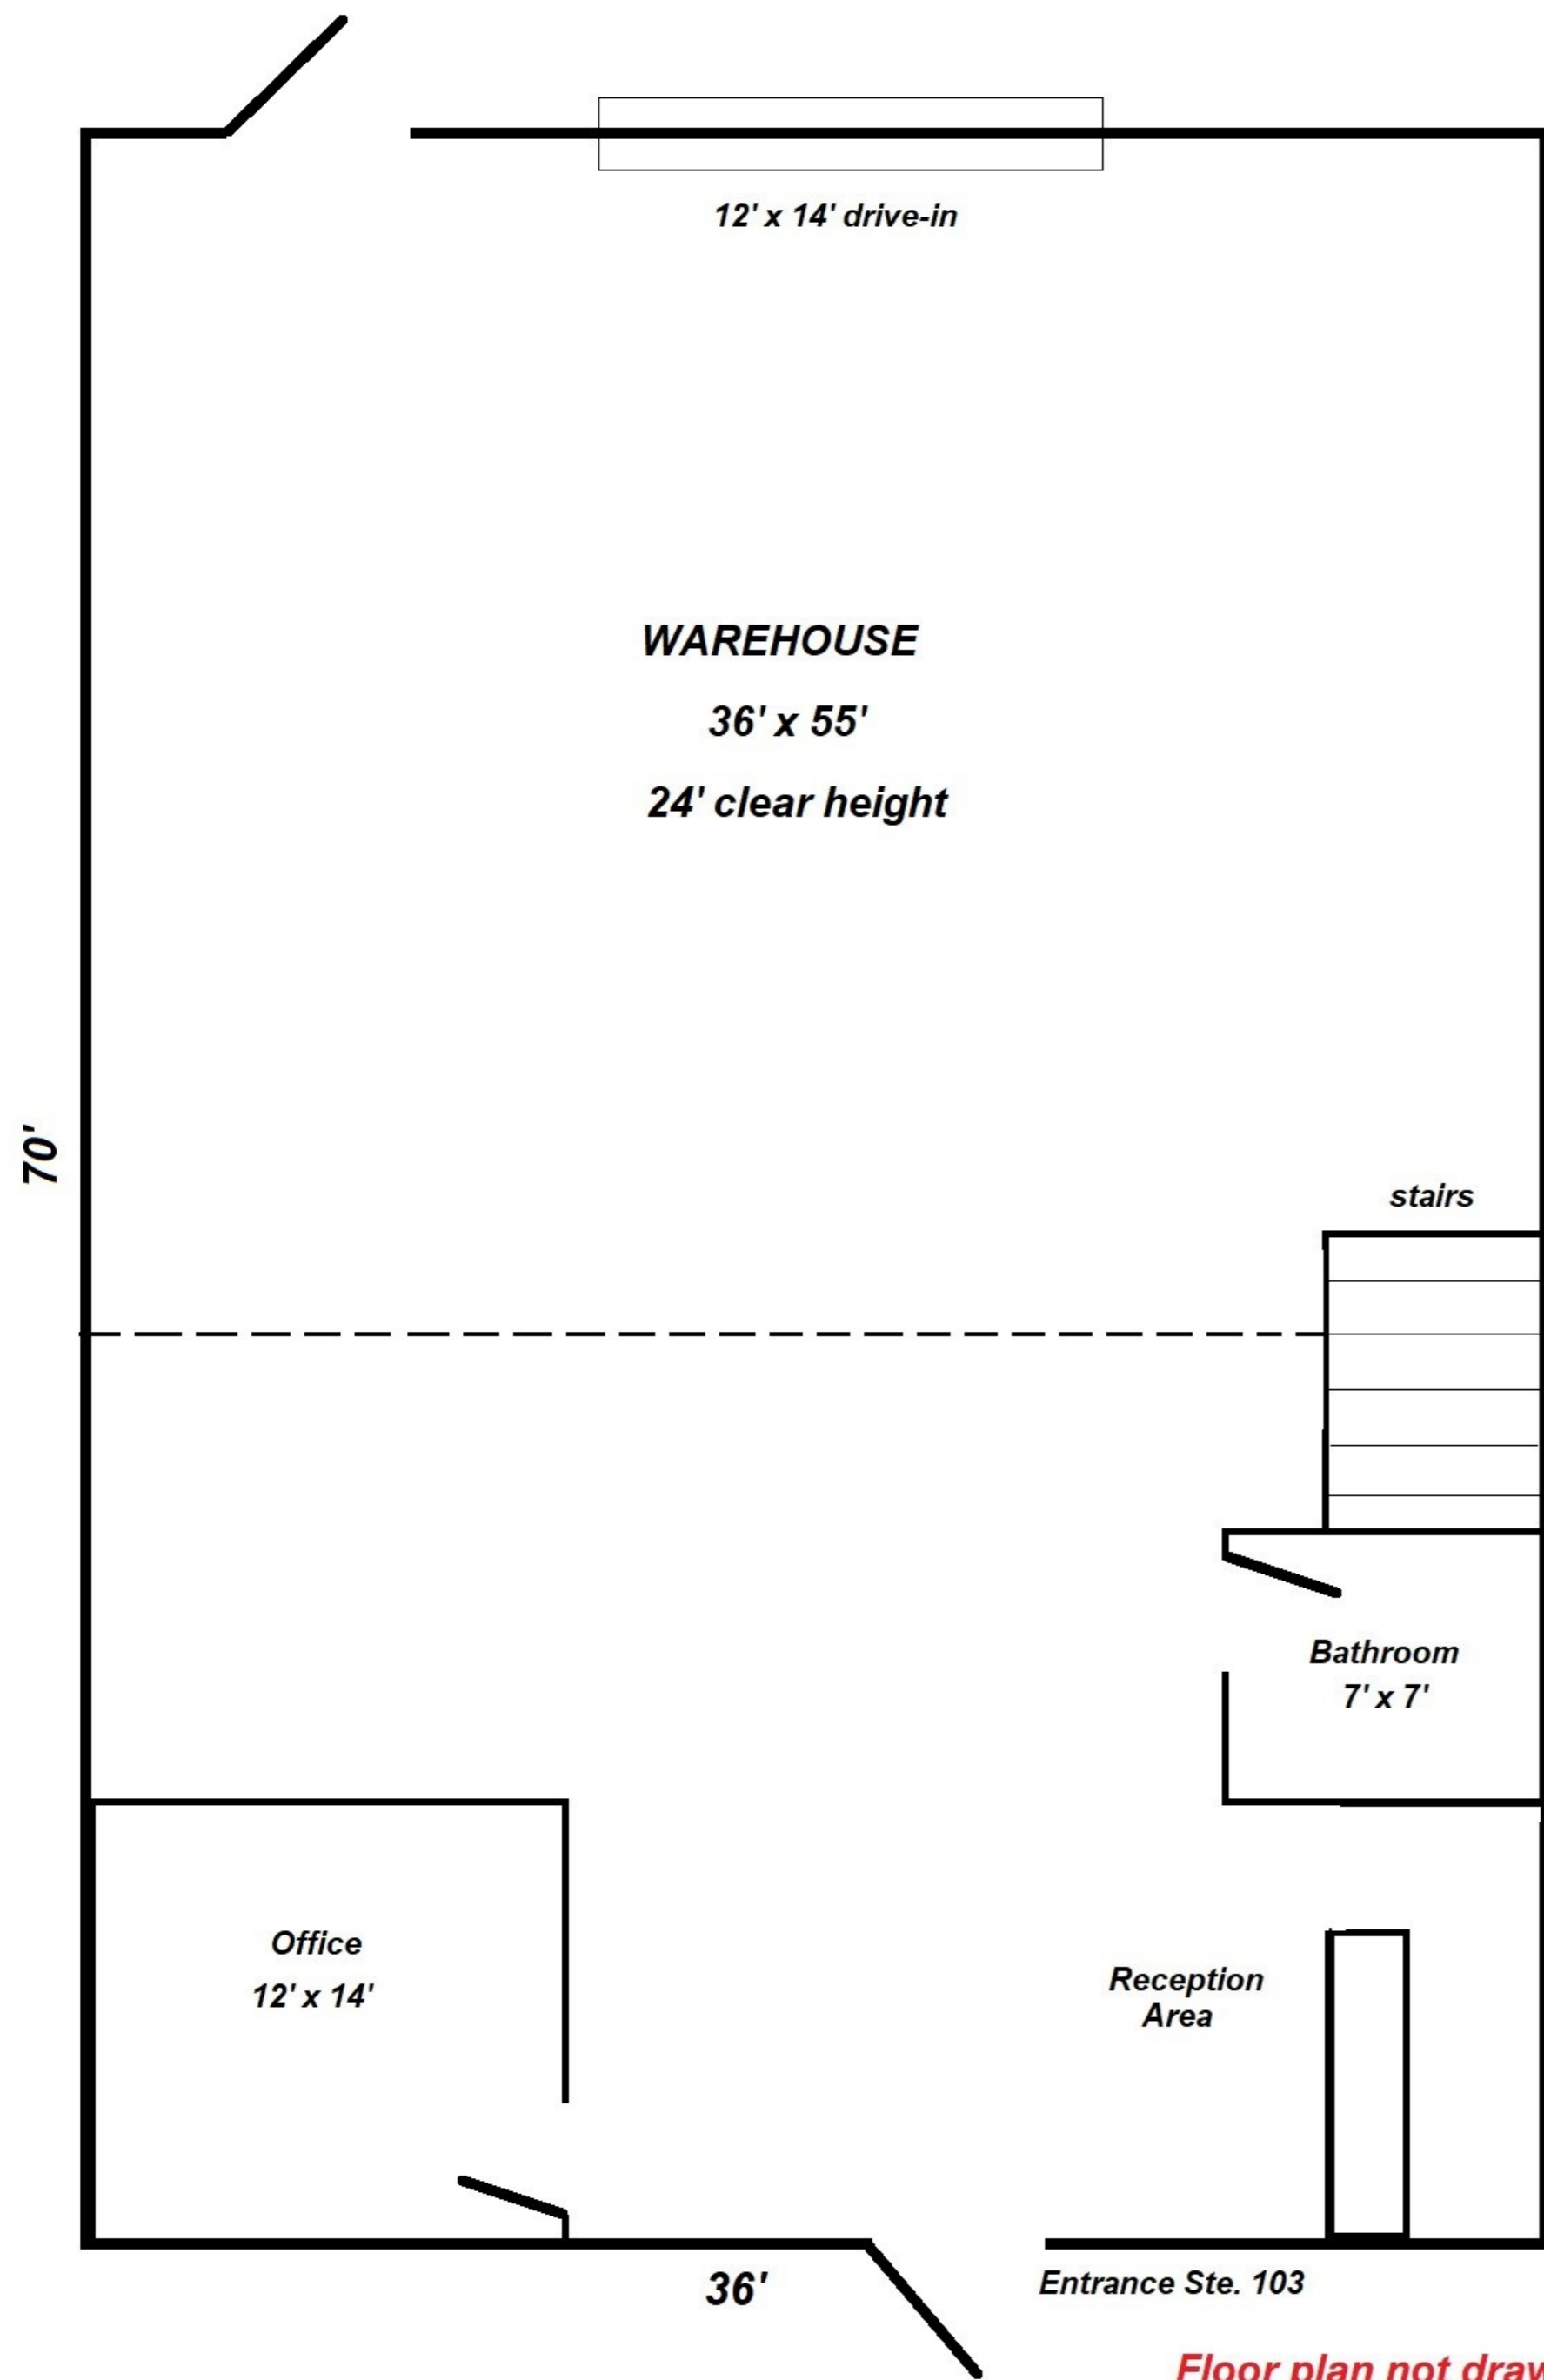 12' x 14' drive-in
WAREHOUSE
36' x 55'
24' clear height
70'
stairs
Bathroom
7' x 7'
Office
12' x 14'
Reception
Area
36'
Entrance Ste. 103
Floor plan not